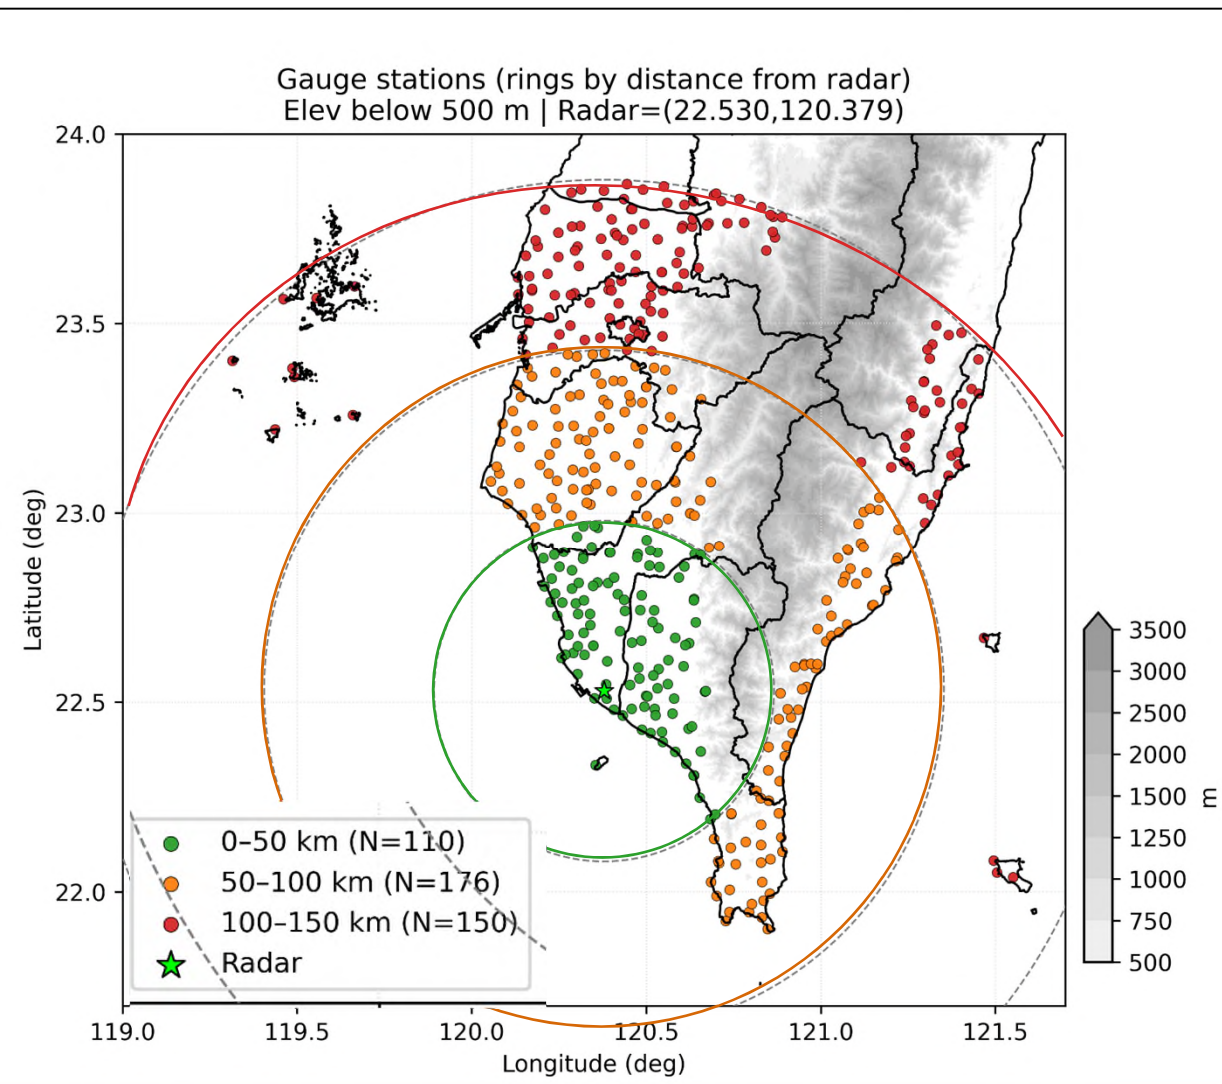 Gauge stations (rings by distance from radar)
Elev below 500 m | Radar=(22.530,120.379)
24.0
23.5
23.0
22.5
22.0
Latitude (deg)
0–50 km (N=110)
50–100 km (N=176)
100–150 km (N=150)
Radar
119.0 119.5 120.0 120.5 121.0 121.5
Longitude (deg)
3500
3000
2500
2000
1500
1250
1000
750
500
m